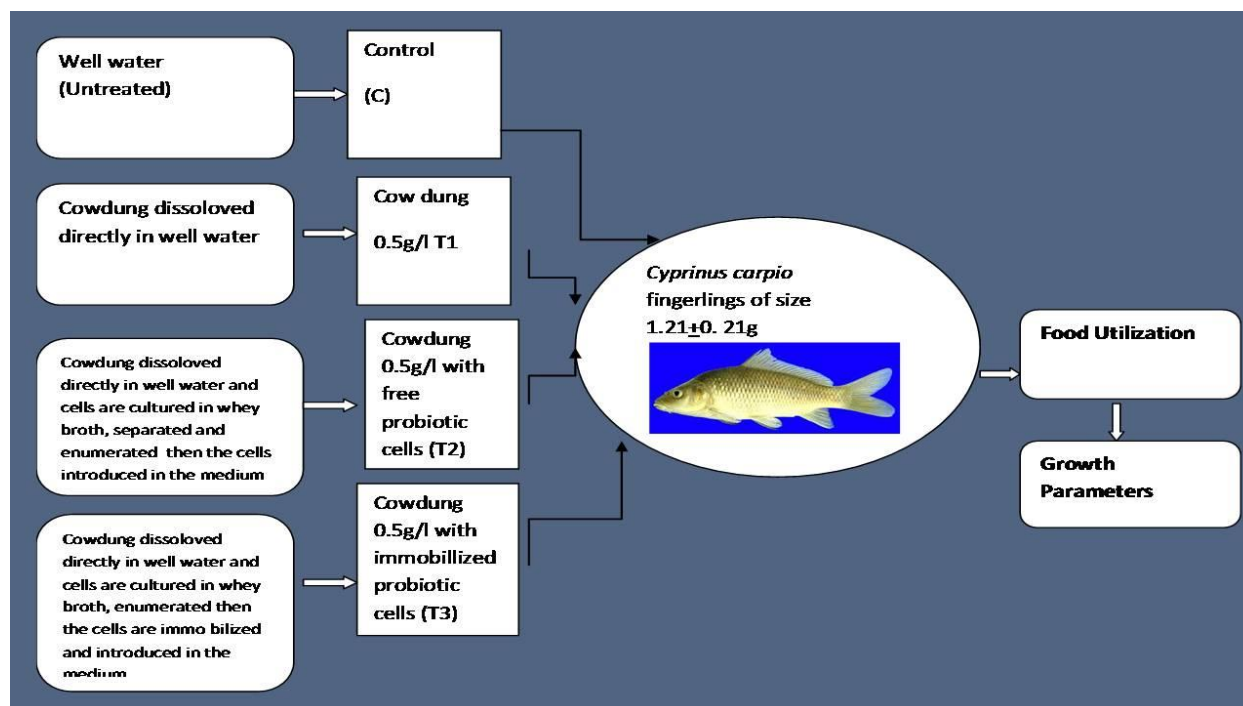 Well water
(Untreated)
Control
(C)
Cowdung dissoloved
directly in well water
Cow dung
0.5g/l T1
Cowdung dissoloved
directly in well water and
cells are cultured in whey
broth, separated and
enumerated then the cells
introduced in the medium
Cowdung
0.5g/l with
free
probiotic
cells (T2)
Cowdung dissoloved
directly in well water and
cells are cultured in whey
broth, enumerated then
the cells are immo bilized
and introduced in the
medium
Cowdung
0.5g/l with
immobillized
probiotic
cells (T3)
Cyprinus carpio
fingerlings of size
1.21±0. 21g
Food Utilization
Growth
Parameters